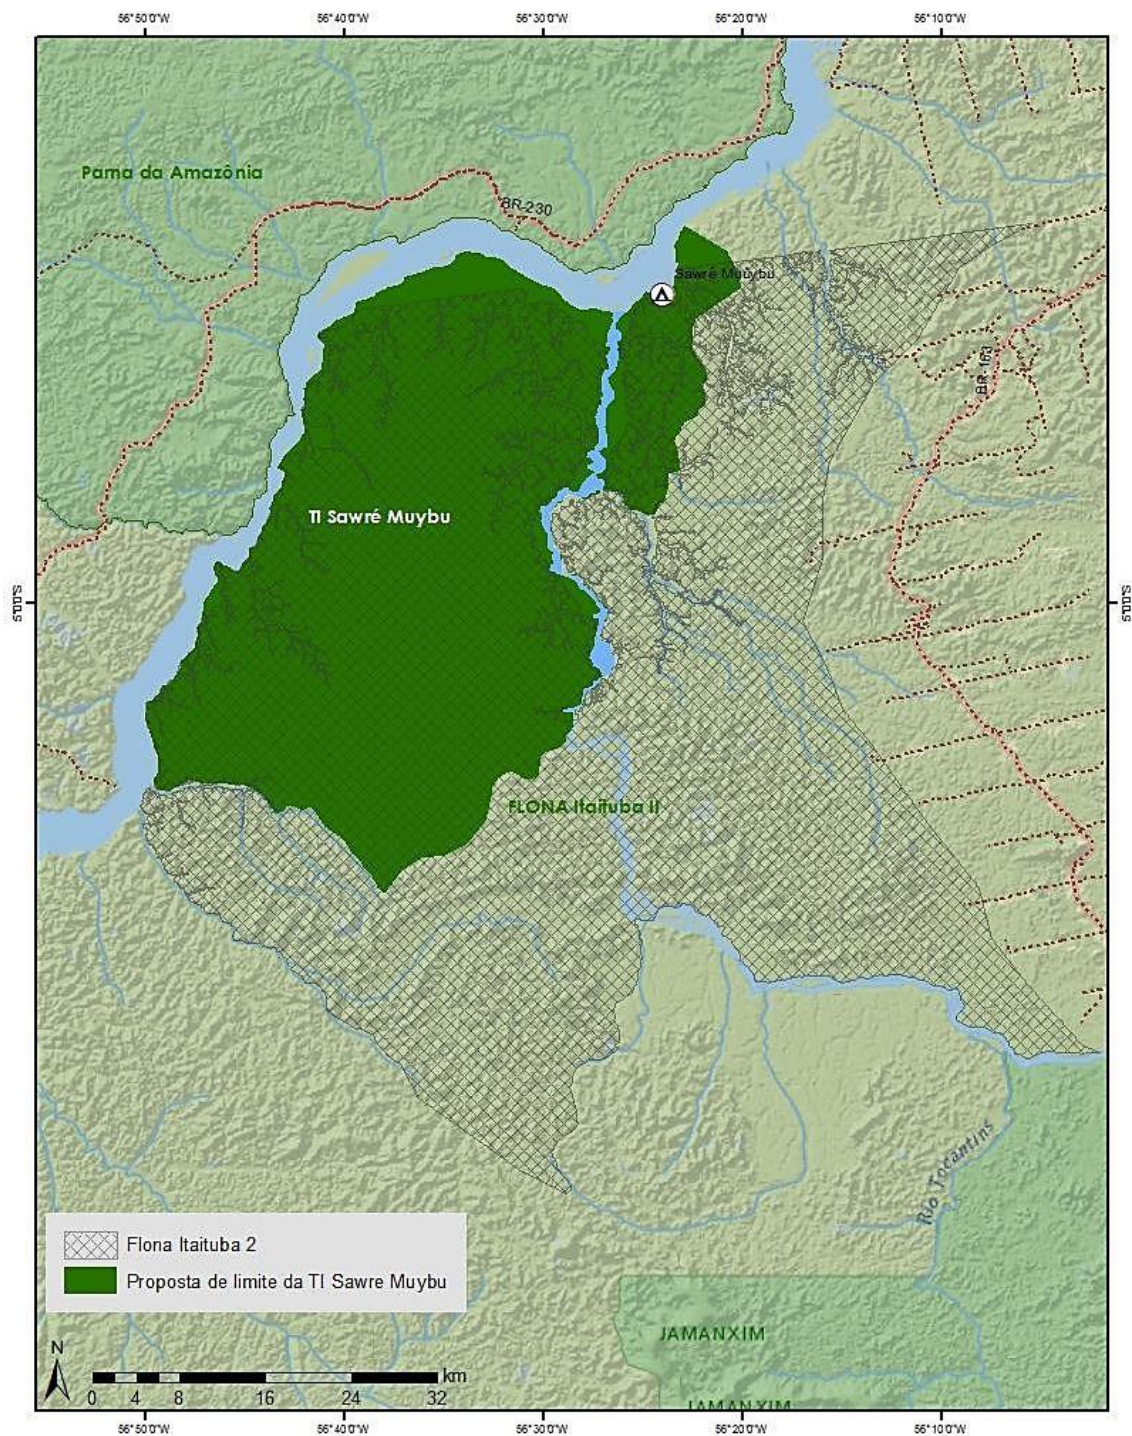 56°50'0"W 56°40'0"W 56°30'0"W 56°20'0"W 56°10'0"W
Parna da Amazônia
BR-230
Sawré Muuybu
BR-163
TI Sawré Muybu
5°0'0"S 5°0'0"S
FLONA Itaituba II
Rio Tocantins
Flona Itaituba 2
Proposta de limite da TI Sawre Muybu
JAMANXIM
JAMANXIM
N
km
0 4 8 16 24 32
56°50'0"W 56°40'0"W 56°30'0"W 56°20'0"W 56°10'0"W